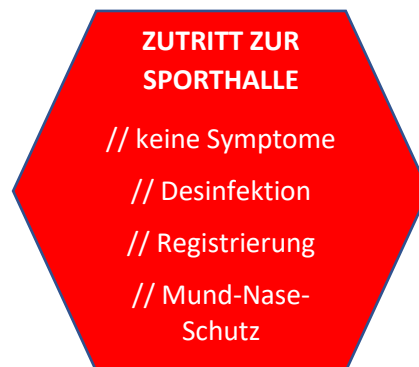 ZUTRITT ZUR
SPORTHALLE
// keine Symptome
// Desinfektion
// Registrierung
// Mund-Nase-
Schutz